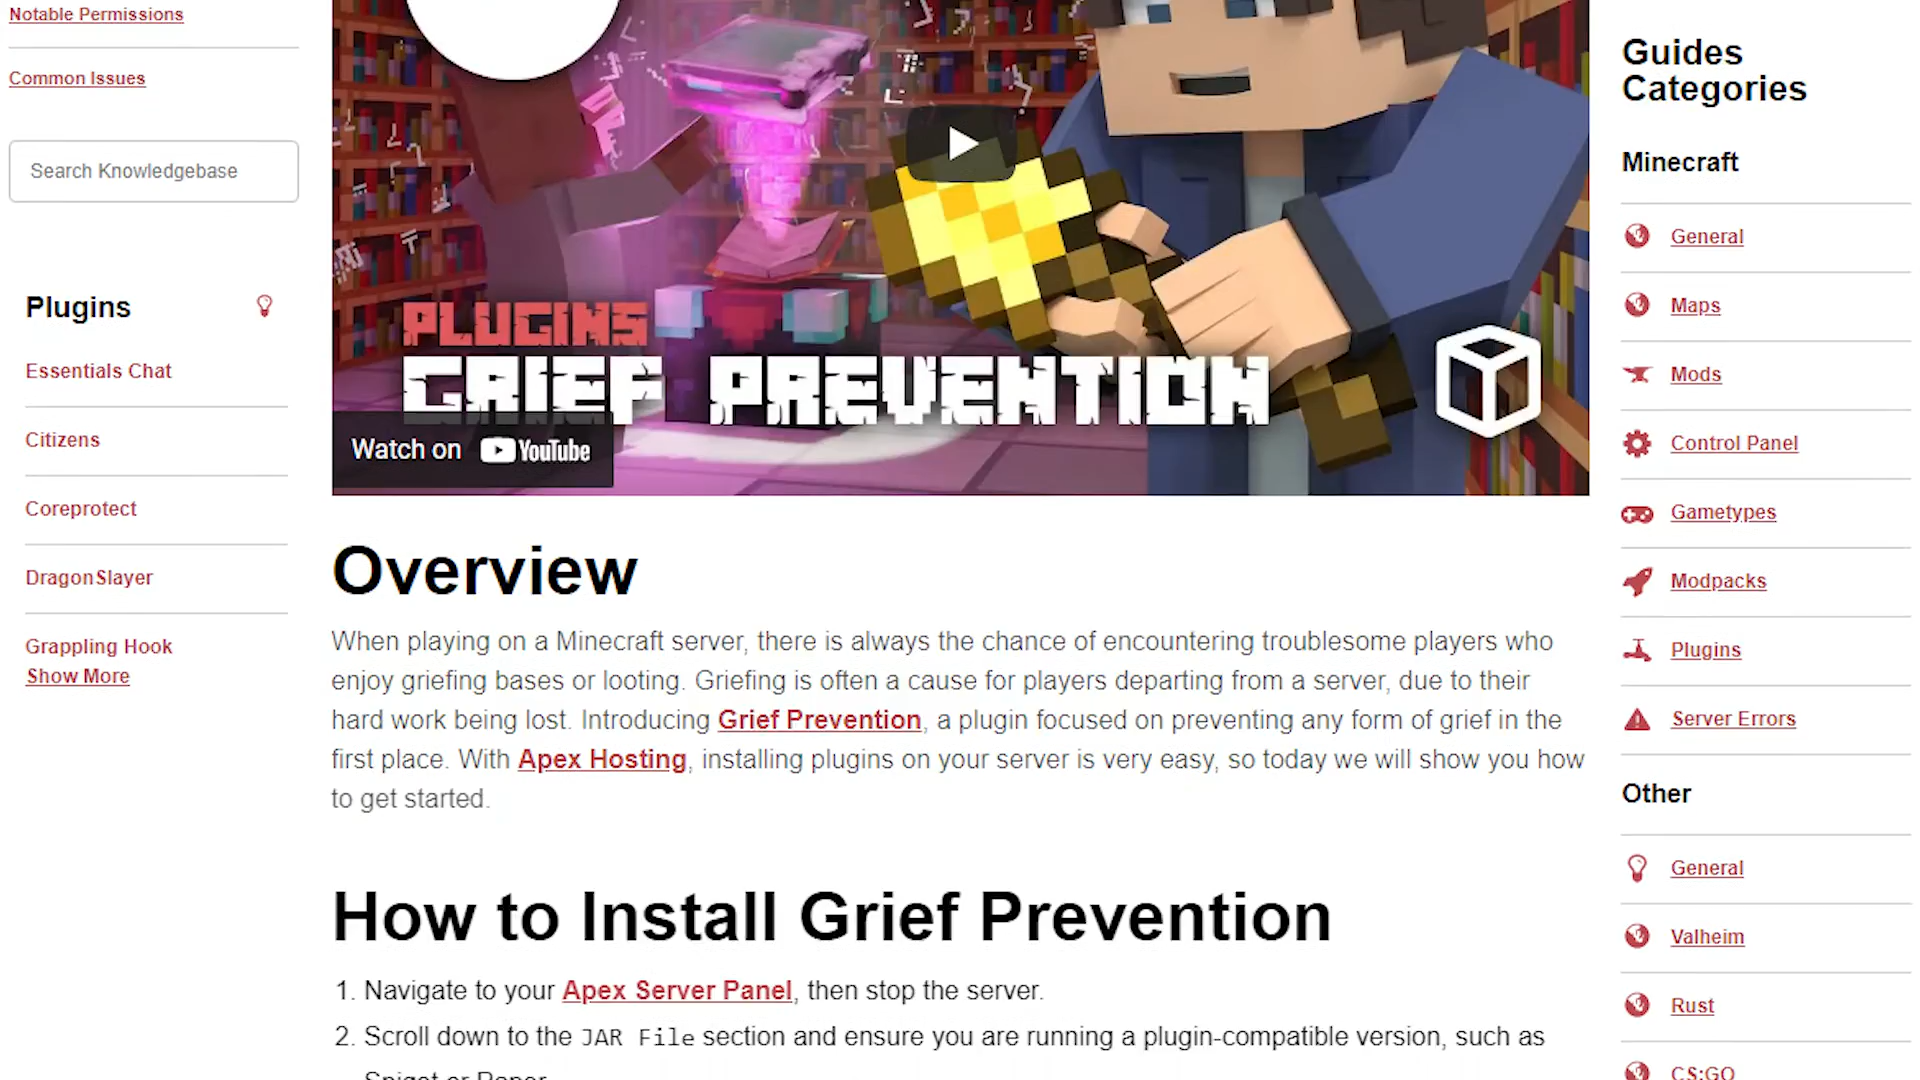 Notable Permissions
Common Issues
Search Knowledgebase
Plugins
Essentials Chat
Citizens
Coreprotect
DragonSlayer
Grappling Hook
Show More
PLUGINS
GRIEF PREVENTION
Watch on YouTube
Overview
When playing on a Minecraft server, there is always the chance of encountering troublesome players who
enjoy griefing bases or looting. Griefing is often a cause for players departing from a server, due to their
hard work being lost. Introducing Grief Prevention, a plugin focused on preventing any form of grief in the
first place. With Apex Hosting, installing plugins on your server is very easy, so today we will show you how
to get started.
How to Install Grief Prevention
1. Navigate to your Apex Server Panel, then stop the server.
2. Scroll down to the JAR File section and ensure you are running a plugin-compatible version, such as
Spigot or Paper
Guides
Categories
Minecraft
General
Maps
Mods
Control Panel
Gametypes
Modpacks
Plugins
Server Errors
Other
General
Valheim
Rust
CS:GO